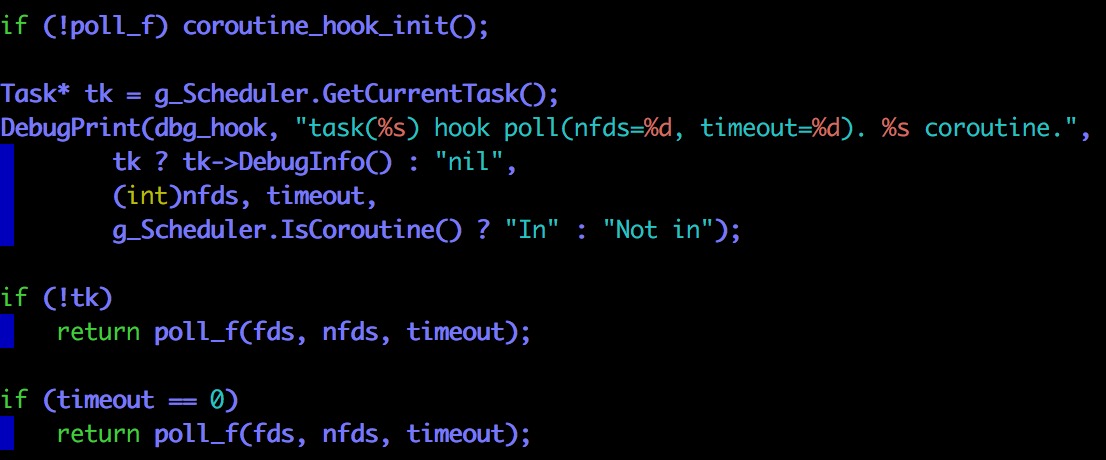 if (!poll_f) coroutine_hook_init();
Task* tk = g_Scheduler.GetCurrentTask();
DebugPrint(dbg_hook, "task(%s) hook poll(nfds=%d, timeout=%d). %s coroutine.",
tk ? tk->DebugInfo() : "nil",
(int)nfds, timeout,
g_Scheduler.IsCoroutine() ? "In" : "Not in");
if (!tk)
return poll_f(fds, nfds, timeout);
if (timeout == 0)
return poll_f(fds, nfds, timeout);